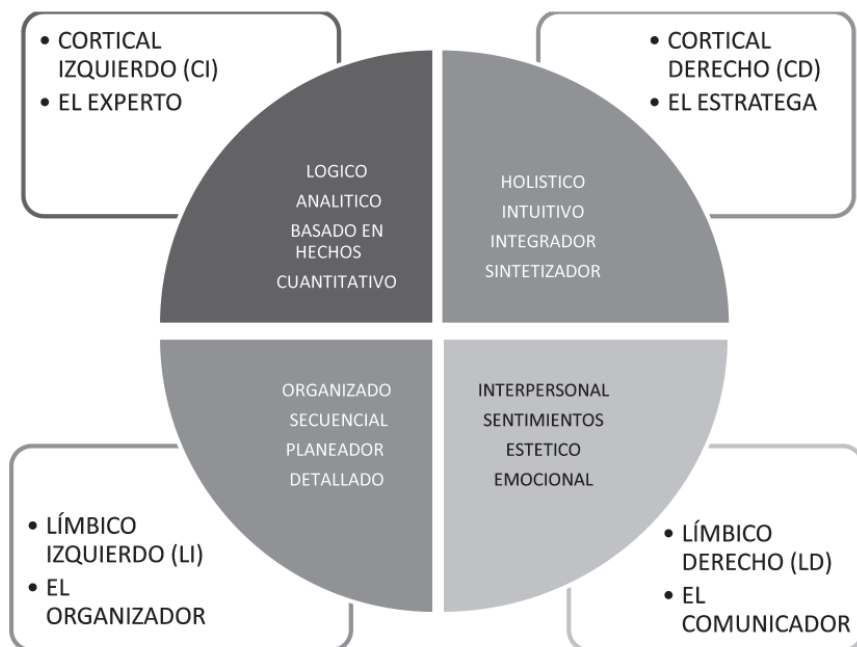 • CORTICAL
IZQUIERDO (CI)
• EL EXPERTO
• CORTICAL
DERECHO (CD)
• EL ESTRATEGA
LOGICO
ANALITICO
BASADO EN
HECHOS
CUANTITATIVO
HOLISTICO
INTUITIVO
INTEGRADOR
SINTETIZADOR
ORGANIZADO
SECUENCIAL
PLANEADOR
DETALLADO
INTERPERSONAL
SENTIMIENTOS
ESTETICO
EMOCIONAL
• LÍMBICO
IZQUIERDO (LI)
• EL
ORGANIZADOR
• LÍMBICO
DERECHO (LD)
• EL
COMUNICADOR